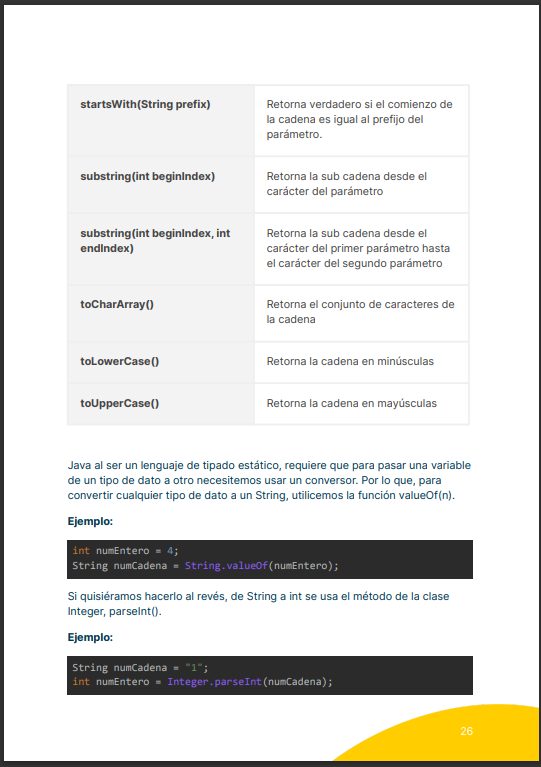 startsWith(String prefix)
Retorna verdadero si el comienzo de
la cadena es igual al prefijo del
parámetro.
substring(int beginIndex)
Retorna la sub cadena desde el
carácter del parámetro
substring(int beginIndex, int
endIndex)
Retorna la sub cadena desde el
carácter del primer parámetro hasta
el carácter del segundo parámetro
toCharArray()
Retorna el conjunto de caracteres de
la cadena
toLowerCase()
Retorna la cadena en minúsculas
toUpperCase()
Retorna la cadena en mayúsculas
Java al ser un lenguaje de tipado estático, requiere que para pasar una variable
de un tipo de dato a otro necesitemos usar un conversor. Por lo que, para
convertir cualquier tipo de dato a un String, utilicemos la función valueOf(n).
Ejemplo:
int numEntero = 4;
String numCadena = String.valueOf(numEntero);
Si quisiéramos hacerlo al revés, de String a int se usa el método de la clase
Integer, parseInt().
Ejemplo:
String numCadena = "1";
int numEntero = Integer.parseInt(numCadena);
26